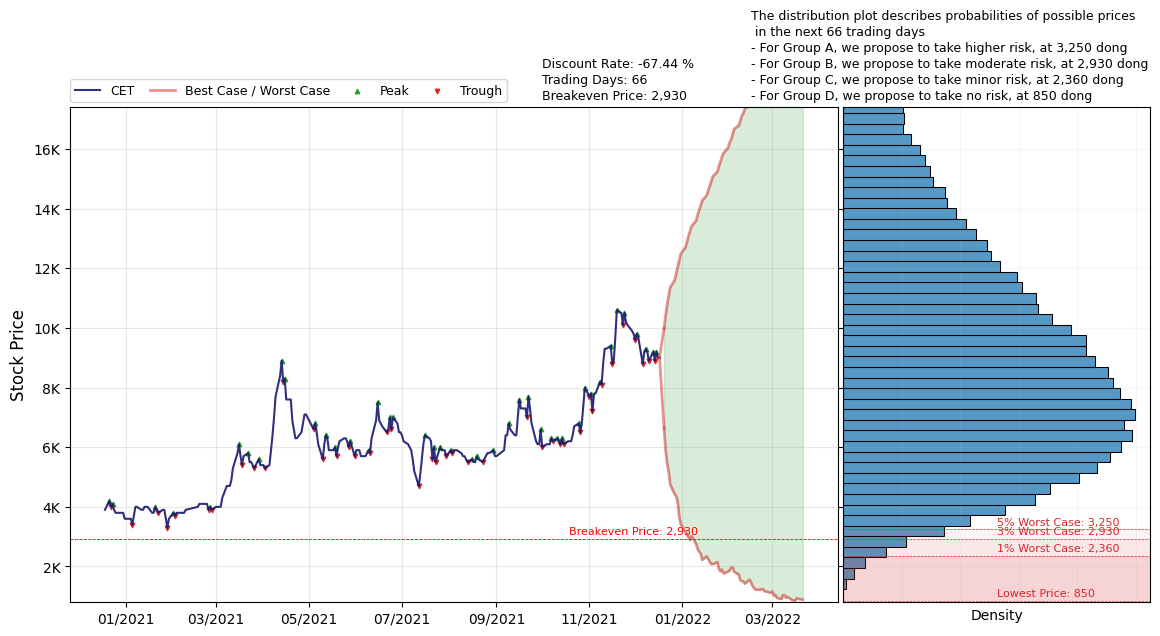 The distribution plot describes probabilities of possible prices
in the next 66 trading days
- For Group A, we propose to take higher risk, at 3,250 dong
- For Group B, we propose to take moderate risk, at 2,930 dong
- For Group C, we propose to take minor risk, at 2,360 dong
- For Group D, we propose to take no risk, at 850 dong
Discount Rate: -67.44 %
Trading Days: 66
Breakeven Price: 2,930
CET Best Case / Worst Case Peak Trough
Stock Price
16K
14K
12K
10K
8K
6K
4K
2K
Breakeven Price: 2,930
5% Worst Case: 3,250
3% Worst Case: 2,930
1% Worst Case: 2,360
Lowest Price: 850
01/2021 03/2021 05/2021 07/2021 09/2021 11/2021 01/2022 03/2022
Density